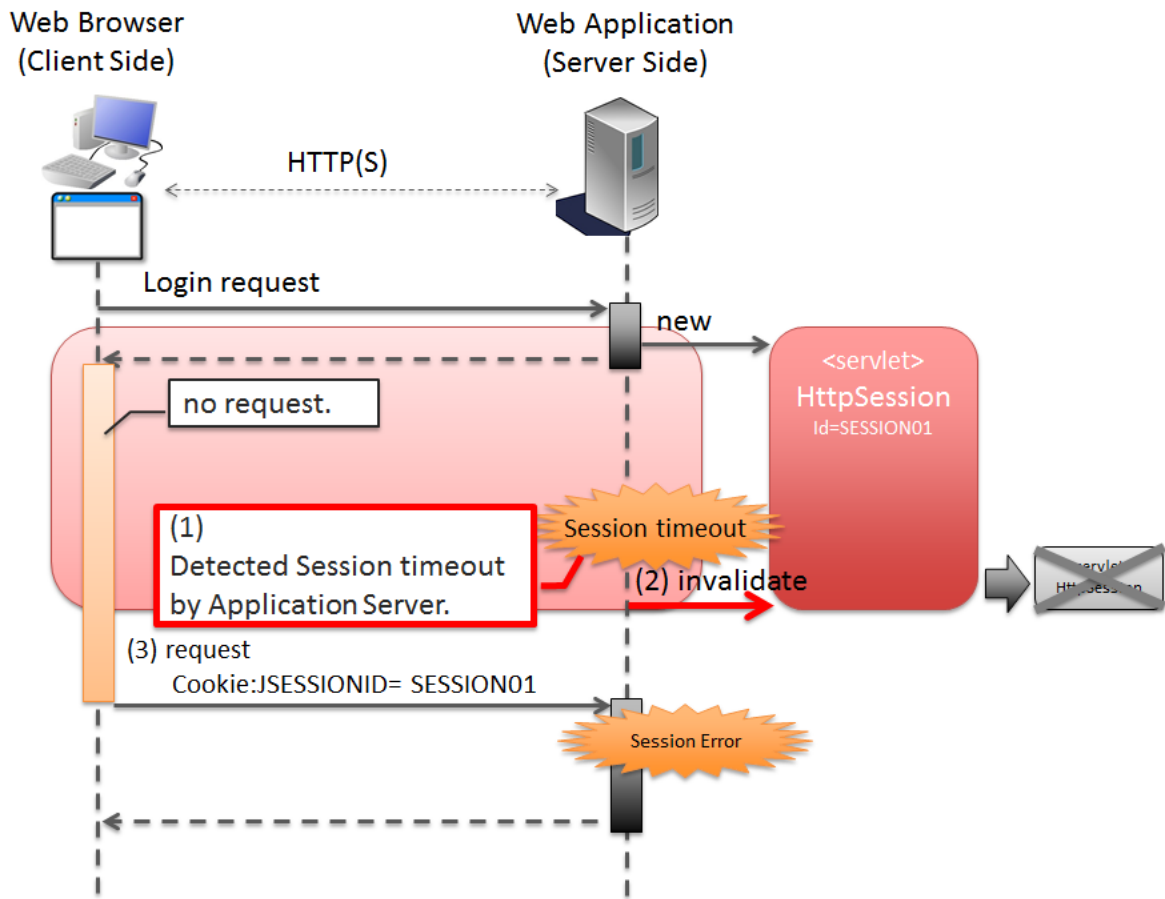 Web Browser
(Client Side)
Web Application
(Server Side)
HTTP(S)
Login request
new
<servlet>
HttpSession
Id=SESSION01
no request.
(1)
Detected Session timeout
by Application Server.
Session timeout
(2) invalidate
HttpSession
(3) request
Cookie:JSESSIONID= SESSION01
Session Error